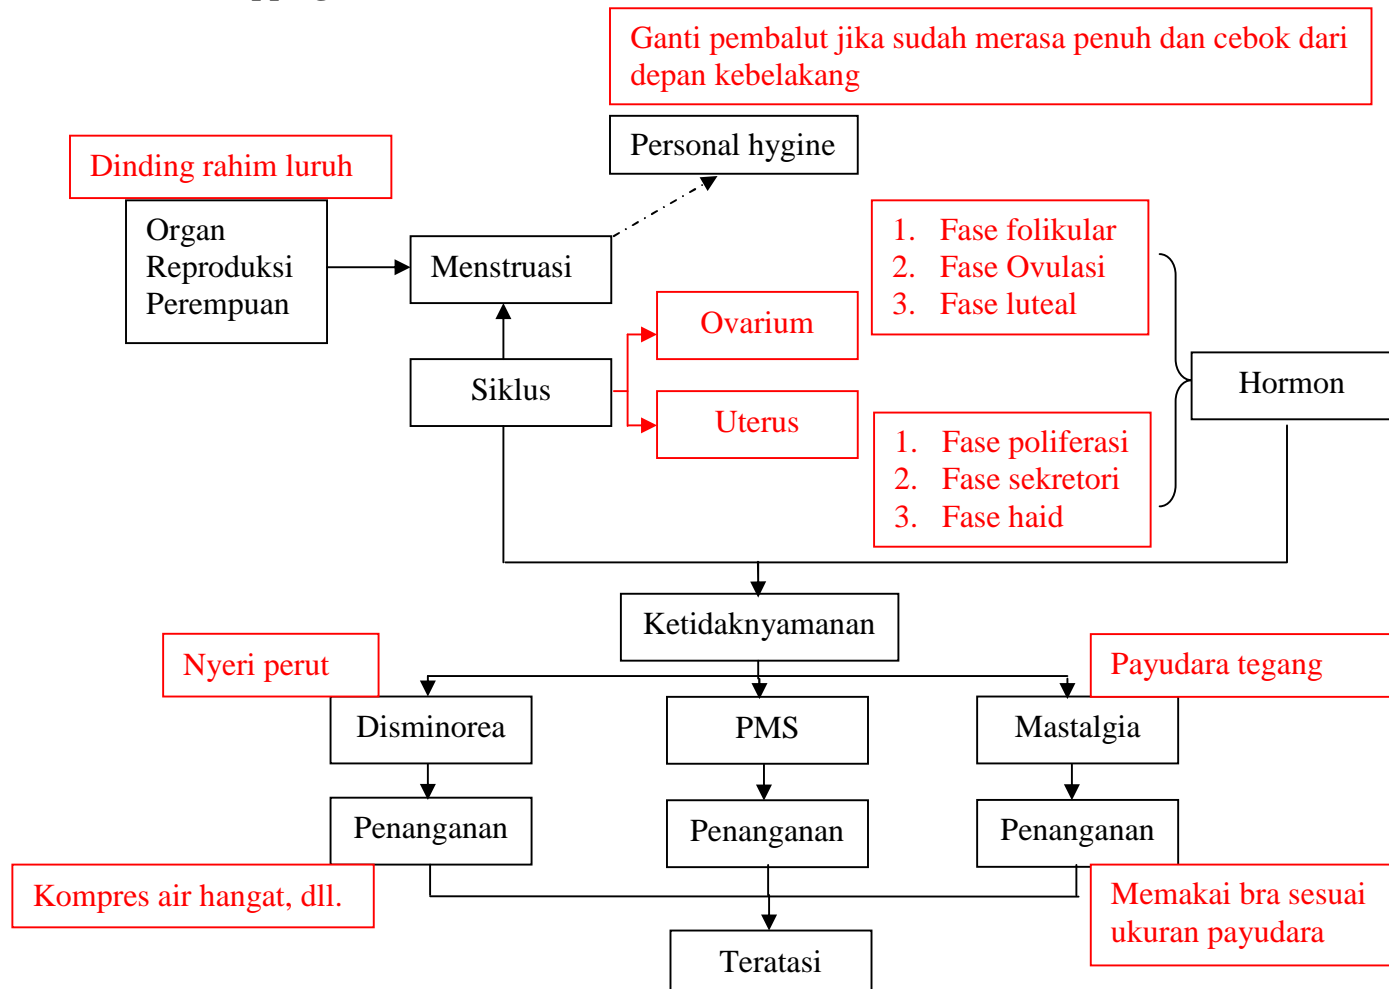 Ganti pembalut jika sudah merasa penuh dan cebok dari
depan kebelakang
Personal hygine
Dinding rahim luruh
Organ
Reproduksi
Perempuan
Menstruasi
1. Fase folikular
2. Fase Ovulasi
3. Fase luteal
Ovarium
Siklus
Hormon
Uterus
1. Fase poliferasi
2. Fase sekretori
3. Fase haid
Ketidaknyamanan
Nyeri perut
Payudara tegang
Disminorea
PMS
Mastalgia
Penanganan
Penanganan
Penanganan
Kompres air hangat, dll.
Memakai bra sesuai
ukuran payudara
Teratasi